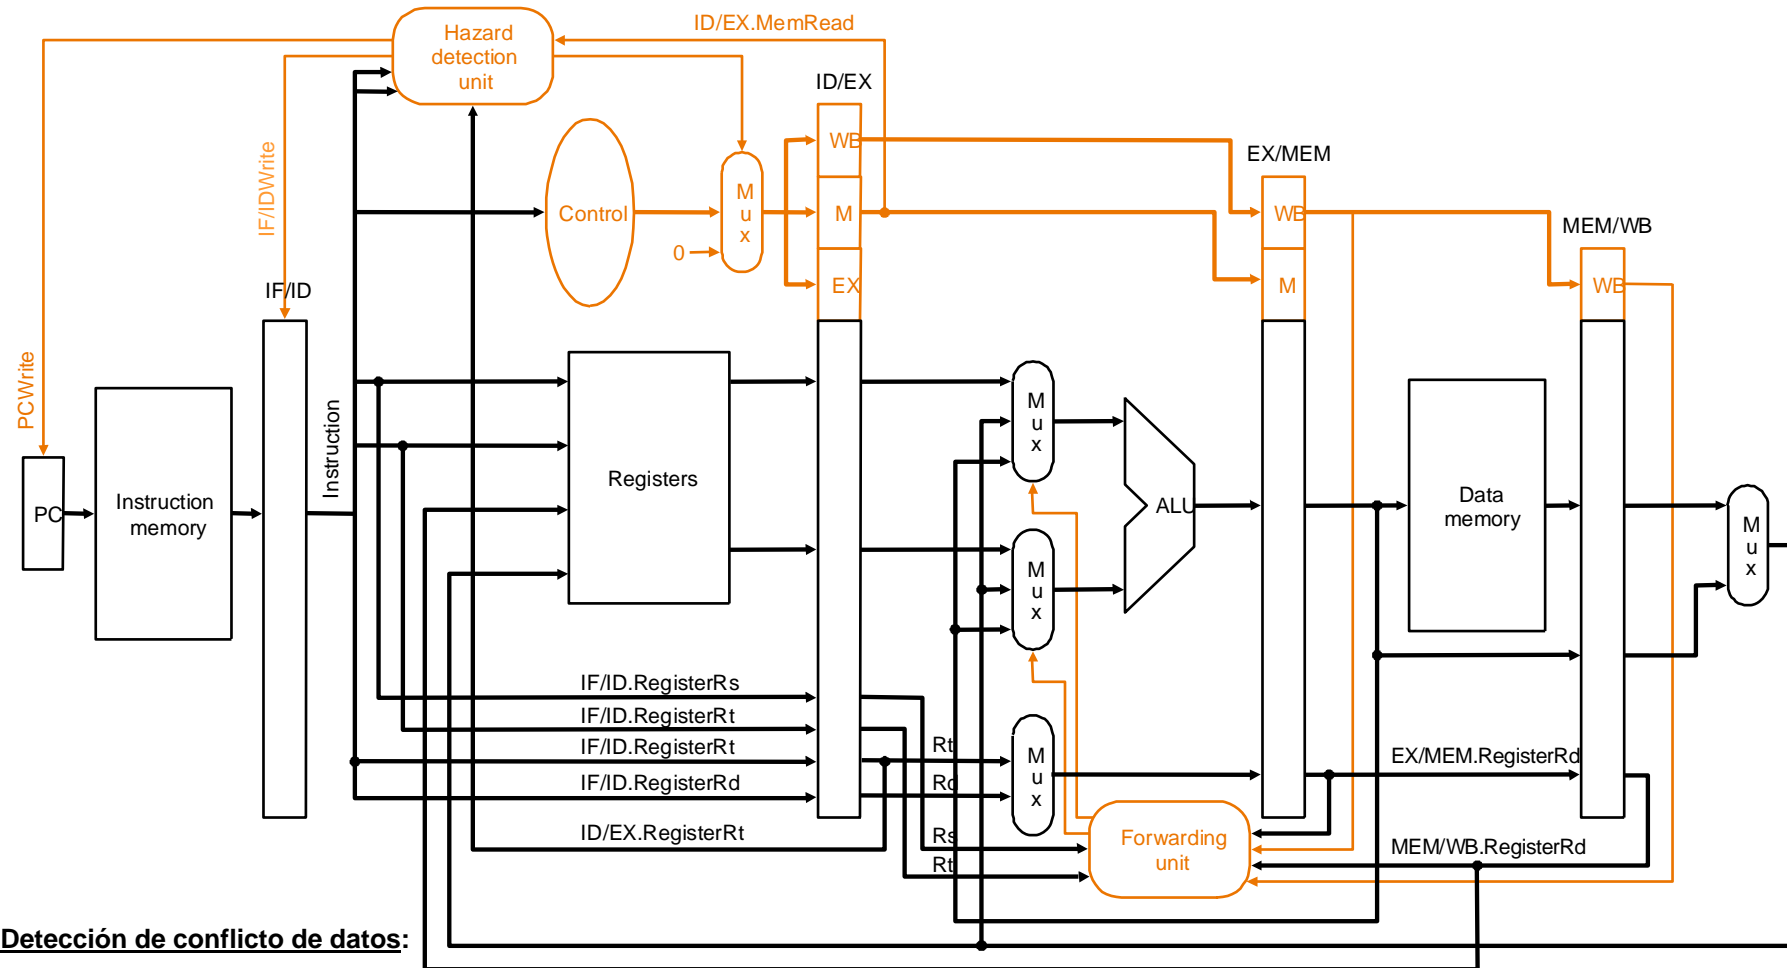 ID/EX.MemRead
Hazard
detection
unit
ID/EX
WB
IF/IDWrite
EX/MEM
M
u
x
Control
M
WB
MEM/WB
0
EX
M
WB
IF/ID
PCWrite
Instruction
M
u
x
Registers
PC
Instruction
memory
ALU
Data
memory
M
u
x
M
u
x
IF/ID.RegisterRs
IF/ID.RegisterRt
IF/ID.RegisterRt
Rt
M
u
x
EX/MEM.RegisterRd
IF/ID.RegisterRd
Rd
ID/EX.RegisterRt
Rs
Forwarding
unit
MEM/WB.RegisterRd
Rt
Detección de conflicto de datos: